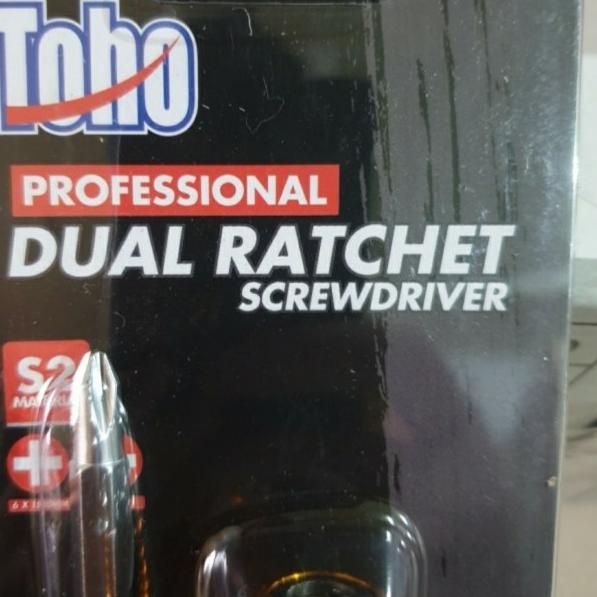 Toho
PROFESSIONAL
DUAL RATCHET
SCREWDRIVER
S2